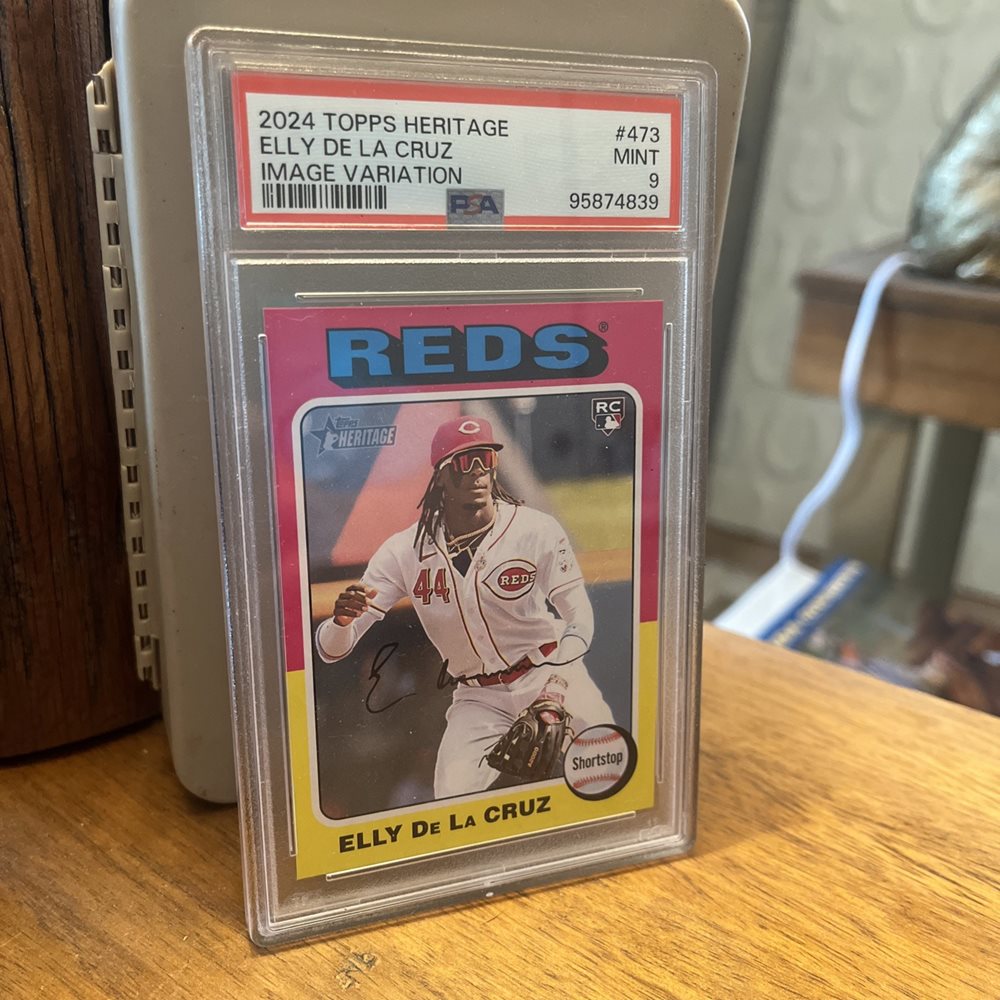 2024 TOPPS HERITAGE #473
ELLY DE LA CRUZ MINT
IMAGE VARIATION 9
PSA 95874839
REDS®
Topps HERITAGE
RC
44
REDS
Shortstop
ELLY DE LA CRUZ